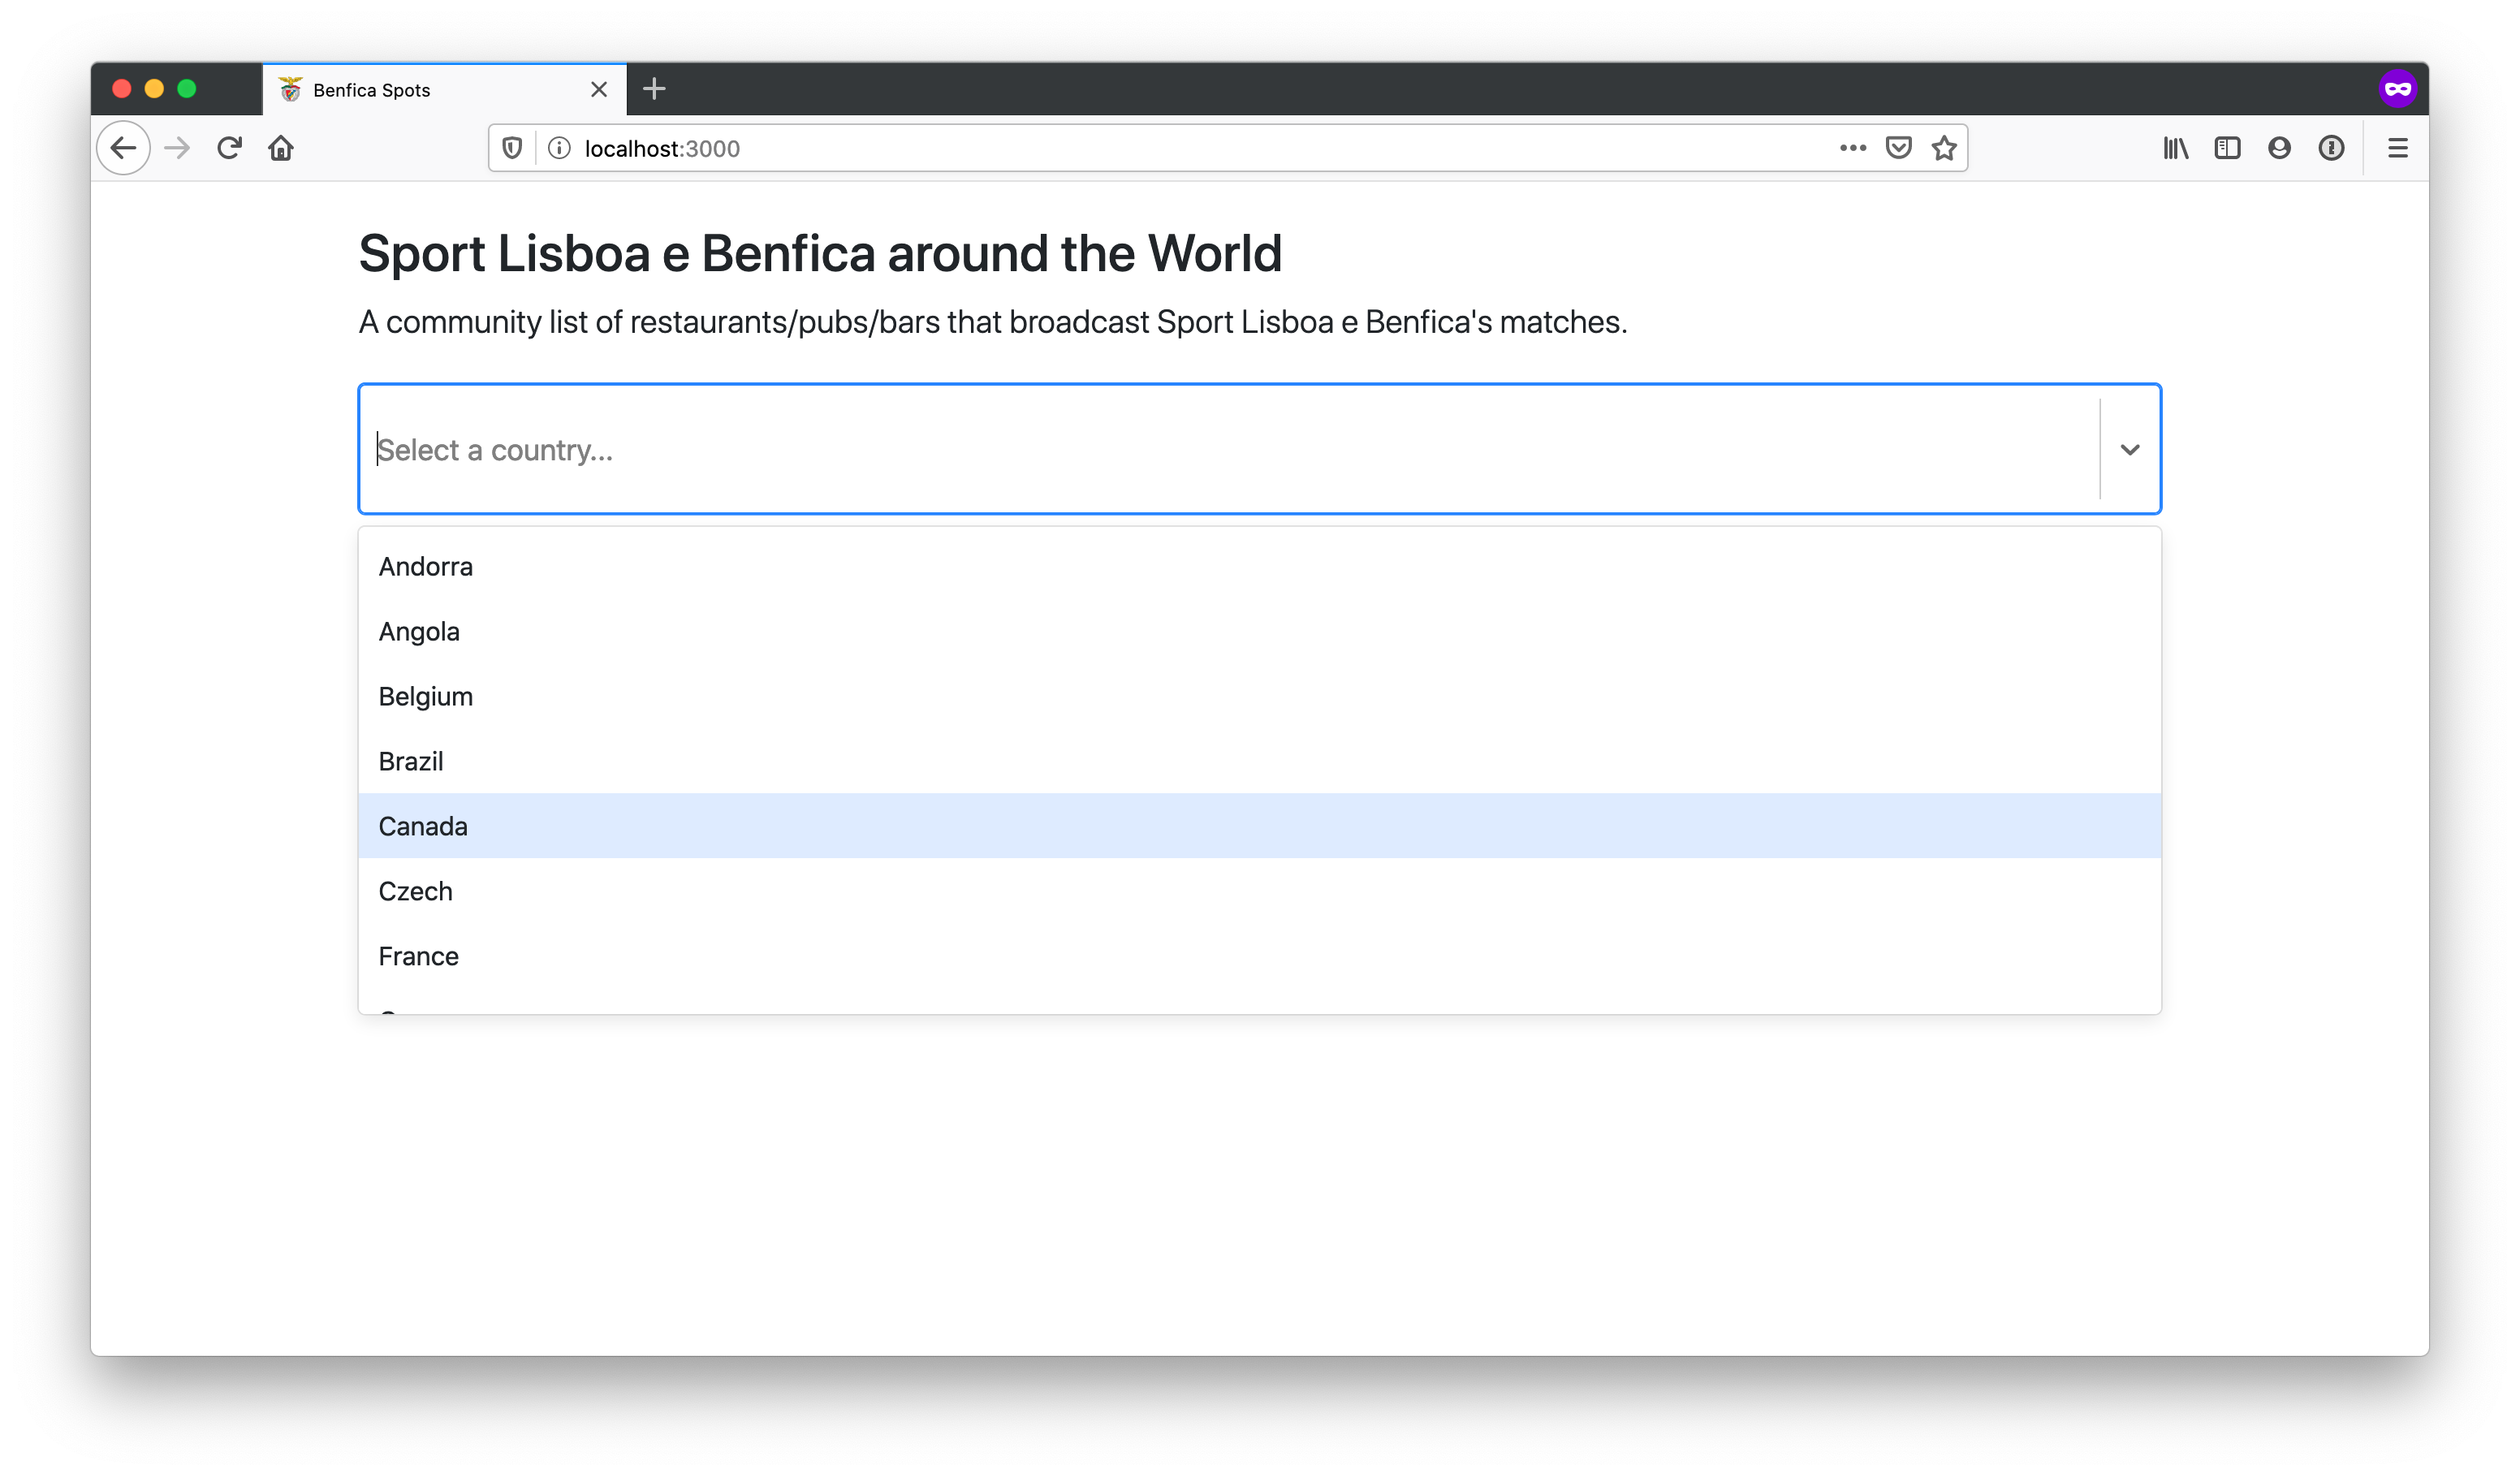 Benfica Spots
localhost:3000
Sport Lisboa e Benfica around the World
A community list of restaurants/pubs/bars that broadcast Sport Lisboa e Benfica's matches.
Select a country...
Andorra
Angola
Belgium
Brazil
Canada
Czech
France